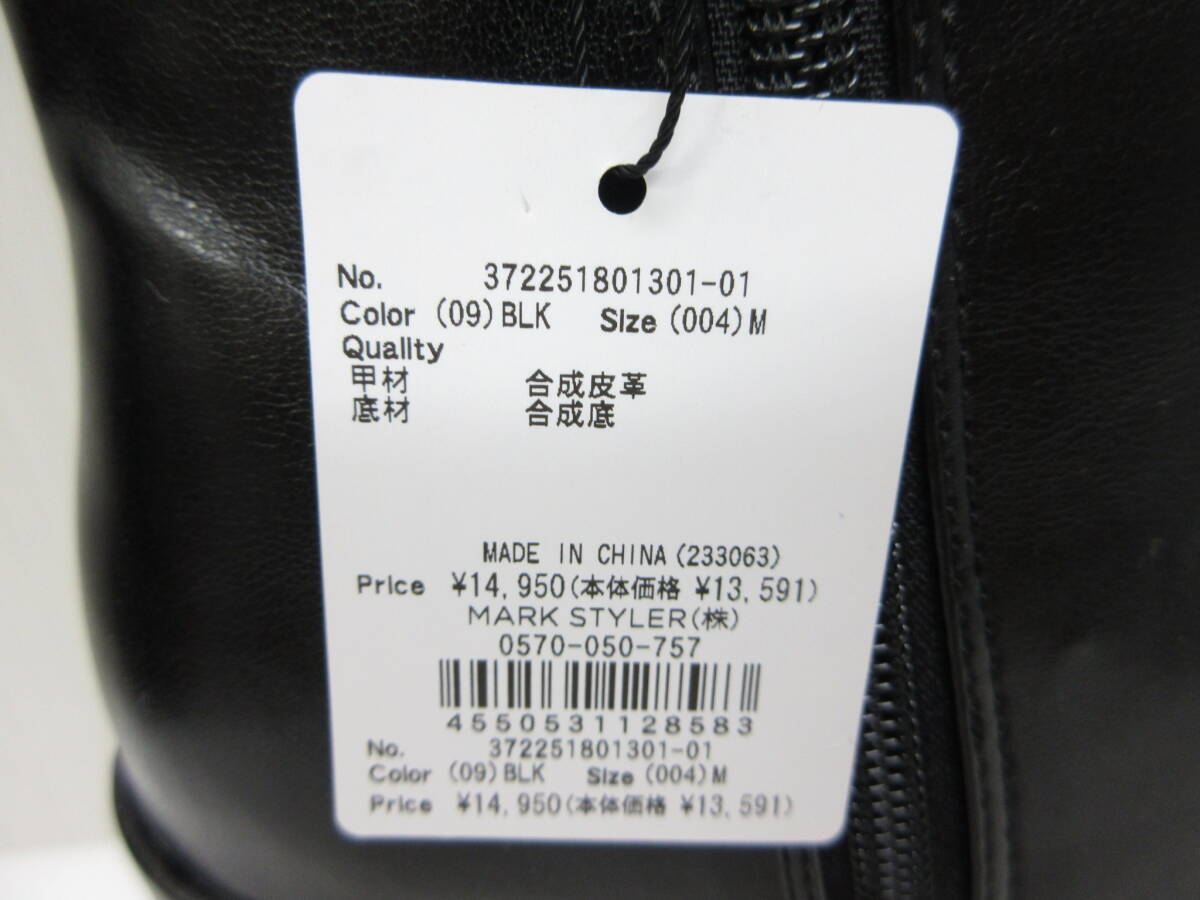 No. 372251801301-01
Color (09)BLK Size (004)M
Quality
甲材 合成皮革
底材 合成底
MADE IN CHINA(233063)
Price ¥14,950(本体価格 ¥13,591)
MARK STYLER(株)
0570-050-757
4550531128583
No. 372251801301-01
Color (09)BLK Size (004)M
Price ¥14,950(本体価格 ¥13,591)